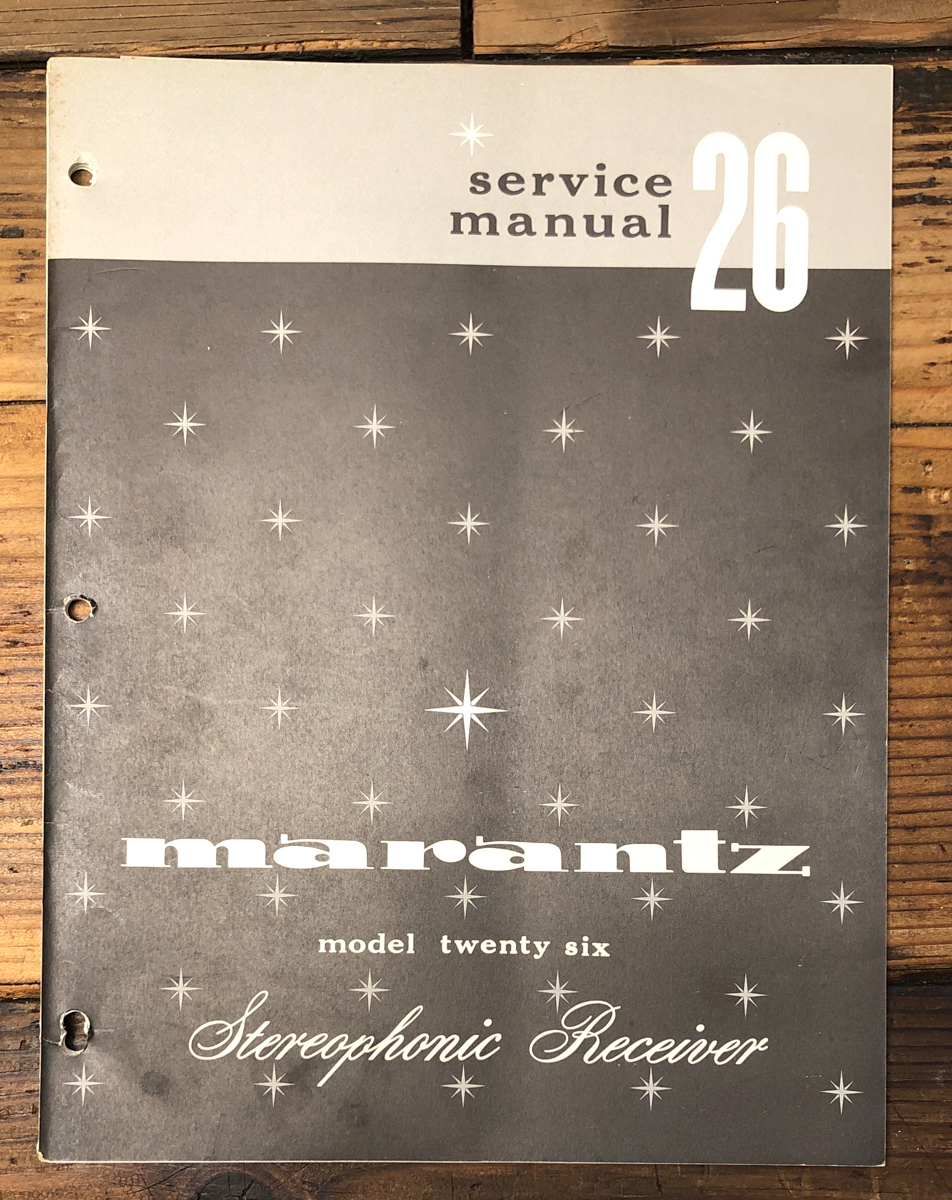 service
manual
26
marantz
model twenty six
Stereophonic Receiver